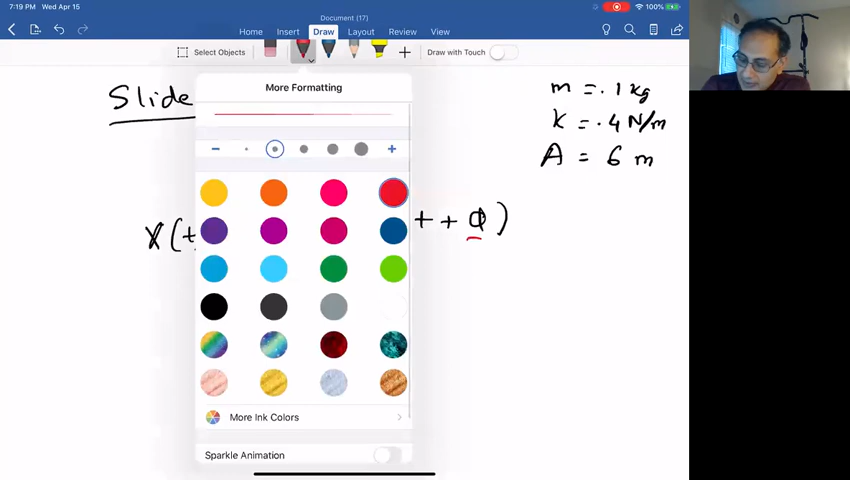 7:19 PM Wed Apr 15
100%
Document (17)
Home Insert Draw Layout Review View
Select Objects
Draw with Touch
More Formatting
Slide
m = .1 kg
K = .4 N/m
A = 6 m
X(t
t + φ)
More Ink Colors
Sparkle Animation